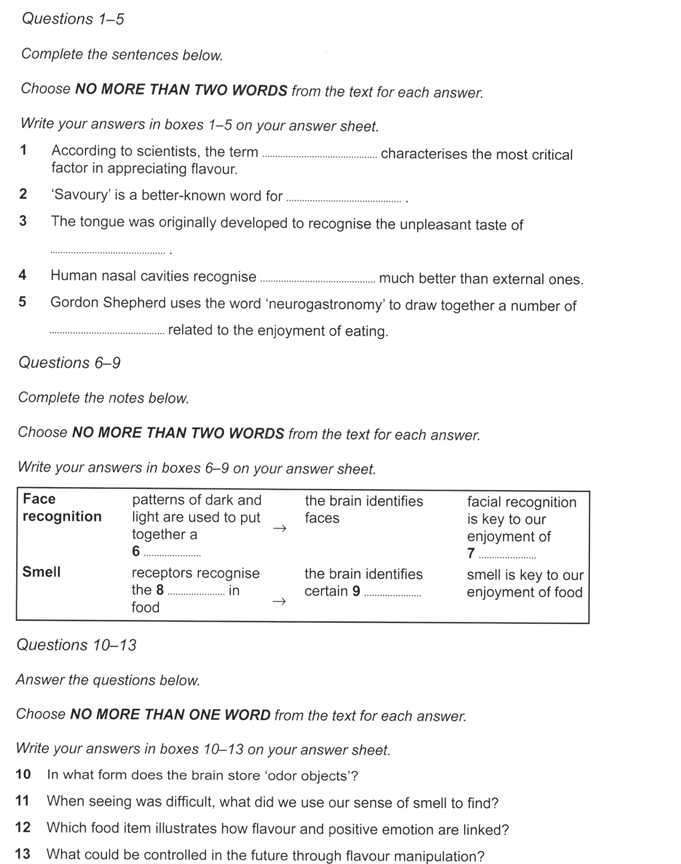 Questions 1–5
Complete the sentences below.
Choose NO MORE THAN TWO WORDS from the text for each answer.
Write your answers in boxes 1–5 on your answer sheet.
1 According to scientists, the term .......................................... characterises the most critical
factor in appreciating flavour.
2 ‘Savoury’ is a better-known word for .......................................... .
3 The tongue was originally developed to recognise the unpleasant taste of
.......................................... .
4 Human nasal cavities recognise .......................................... much better than external ones.
5 Gordon Shepherd uses the word ‘neurogastronomy’ to draw together a number of
.......................................... related to the enjoyment of eating.
Questions 6–9
Complete the notes below.
Choose NO MORE THAN TWO WORDS from the text for each answer.
Write your answers in boxes 6–9 on your answer sheet.
Face recognition
patterns of dark and
light are used to put
together a
6 .....................
→
the brain identifies
faces
facial recognition
is key to our
enjoyment of
7 .....................
Smell
receptors recognise
the 8 ..................... in
food
→
the brain identifies
certain 9 .....................
smell is key to our
enjoyment of food
Questions 10–13
Answer the questions below.
Choose NO MORE THAN ONE WORD from the text for each answer.
Write your answers in boxes 10–13 on your answer sheet.
10 In what form does the brain store ‘odor objects’?
11 When seeing was difficult, what did we use our sense of smell to find?
12 Which food item illustrates how flavour and positive emotion are linked?
13 What could be controlled in the future through flavour manipulation?